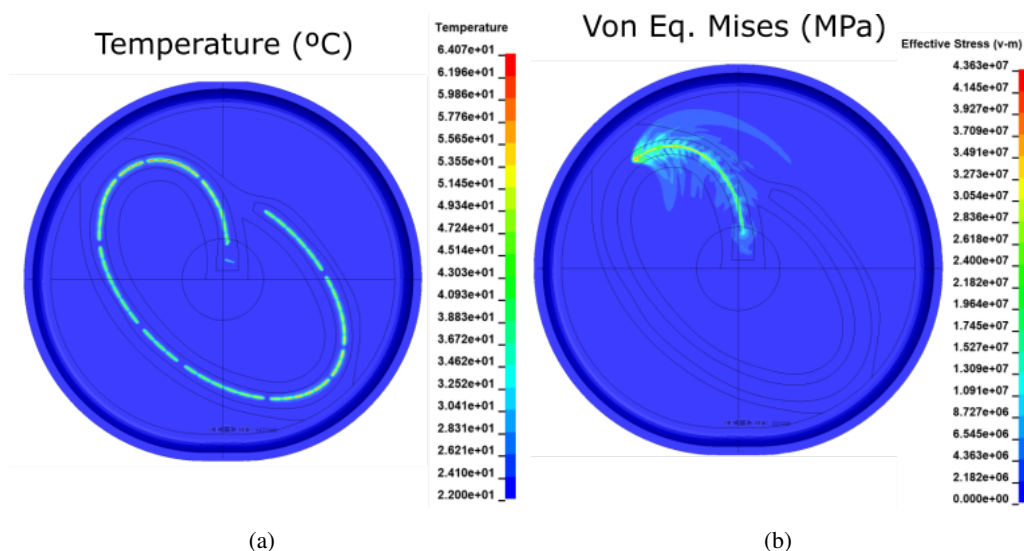 Temperature (ºC)
Temperature
6.407e+01
6.196e+01
5.986e+01
5.776e+01
5.565e+01
5.355e+01
5.145e+01
4.934e+01
4.724e+01
4.514e+01
4.303e+01
4.093e+01
3.883e+01
3.672e+01
3.462e+01
3.252e+01
3.041e+01
2.831e+01
2.621e+01
2.410e+01
2.200e+01
(a)
Von Eq. Mises (MPa)
Effective Stress (v-m)
4.363e+07
4.145e+07
3.927e+07
3.709e+07
3.491e+07
3.273e+07
3.054e+07
2.836e+07
2.618e+07
2.400e+07
2.182e+07
1.964e+07
1.745e+07
1.527e+07
1.309e+07
1.091e+07
8.727e+06
6.545e+06
4.363e+06
2.182e+06
0.000e+00
(b)